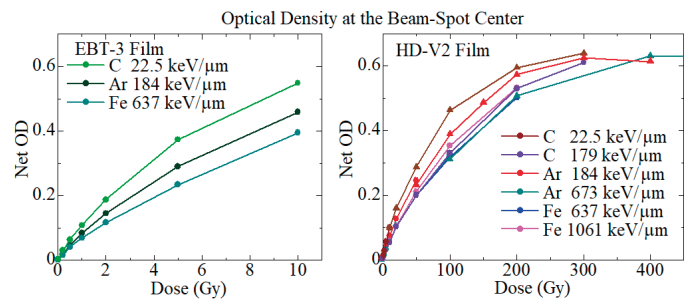 Optical Density at the Beam-Spot Center
EBT-3 Film
C 22.5 keV/μm
Ar 184 keV/μm
Fe 637 keV/μm
0.6
0.4
0.2
0.0
Net OD
0 2 4 6 8 10
Dose (Gy)
HD-V2 Film
C 22.5 keV/μm
C 179 keV/μm
Ar 184 keV/μm
Ar 673 keV/μm
Fe 637 keV/μm
Fe 1061 keV/μm
0.6
0.4
0.2
0.0
Net OD
0 100 200 300 400
Dose (Gy)